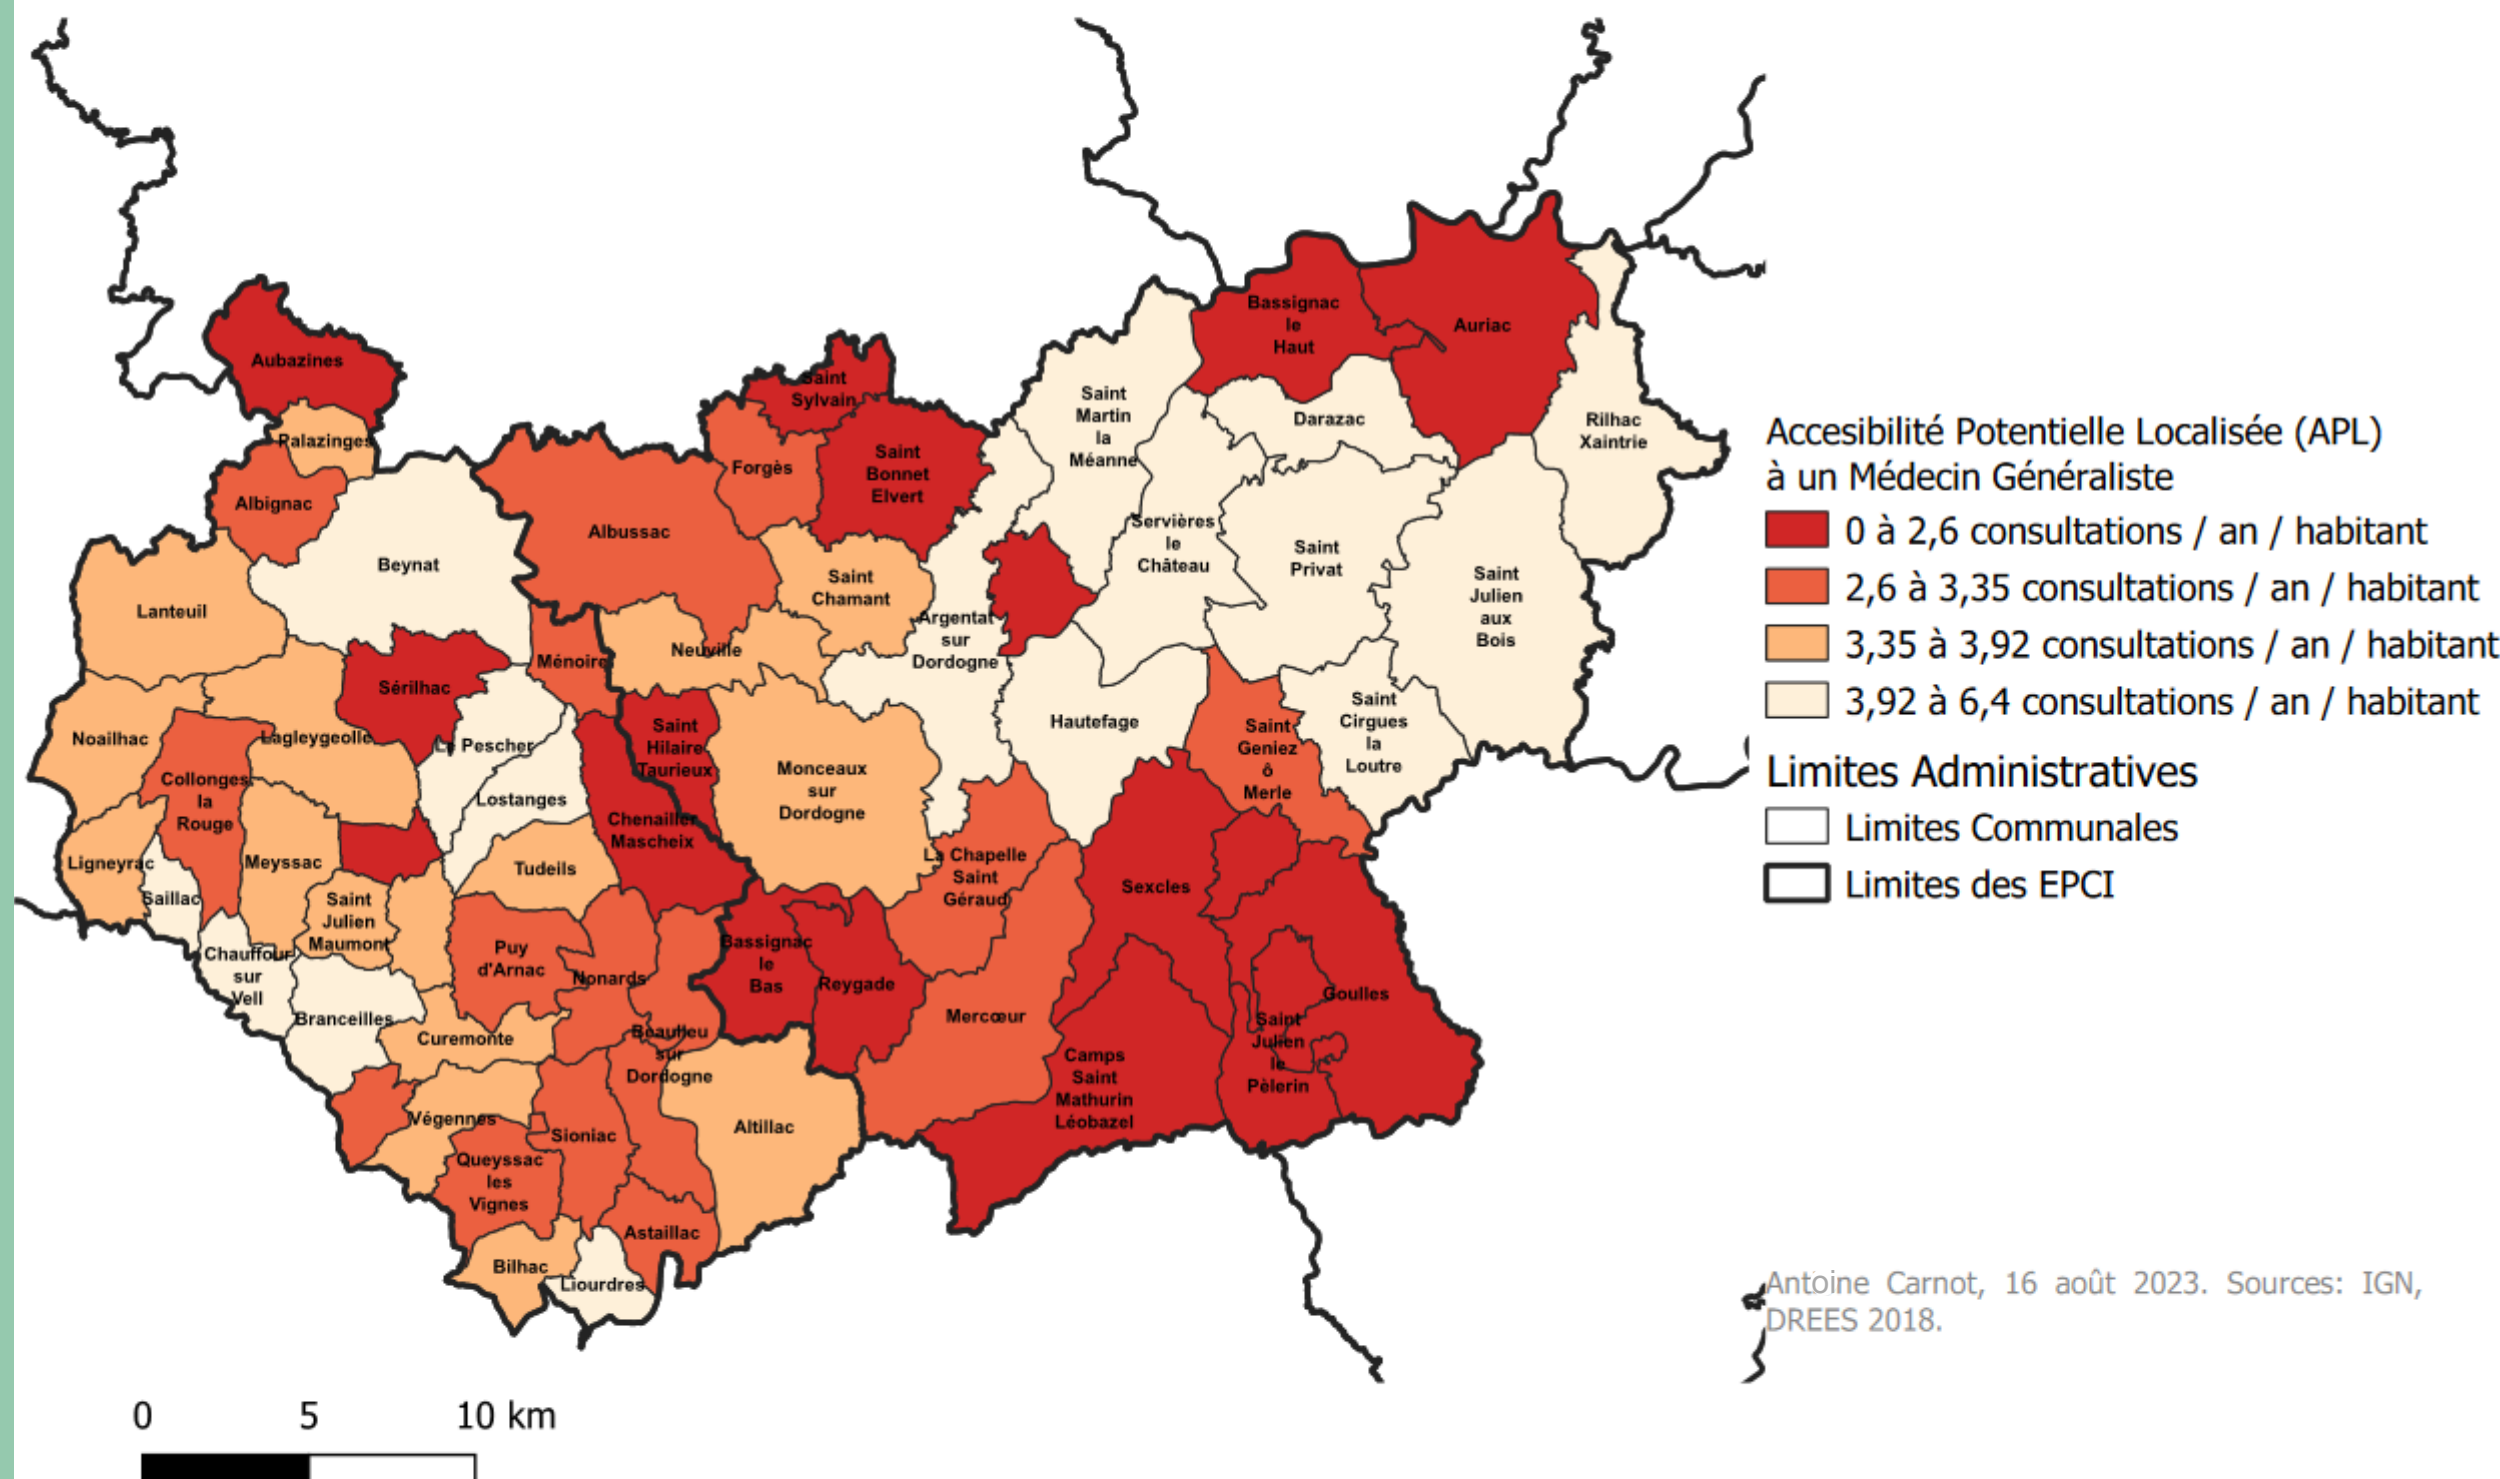 Bassignac
le
Haut
Auriac
Aubazines
Saint
Sylvain
Saint
Martin
la
Méanne
Darazac
Rilhac
Xaintrie
Palazinges
Forgès
Saint
Bonnet
Elvert
Albignac
Albussac
Servières
le
Château
Saint
Privat
Beynat
Saint
Julien
aux
Bois
Saint
Chamant
Lanteuil
Argentat
sur
Dordogne
Neuville
Ménoire
Sérilhac
Hautefage
Saint
Cirgues
la
Loutre
Saint
Geniez
ô
Merle
Noailhac
Lagleygeolle
Le Pescher
Saint
Hilaire
Taurieux
Monceaux
sur
Dordogne
Collonges
la
Rouge
Lostanges
Chenailler
Mascheix
Ligneyrac
Meyssac
Tudeils
La Chapelle
Saint
Géraud
Sexcles
Saillac
Saint
Julien
Maumont
Chauffour
sur
Vell
Puy
d'Arnac
Nonards
Bassignac
le
Bas
Reygade
Goulles
Branceilles
Curemonte
Beaulieu
sur
Dordogne
Mercœur
Saint
Julien
le
Pèlerin
Camps
Saint
Mathurin
Léobazel
Végennes
Sioniac
Altillac
Queyssac
les
Vignes
Astaillac
Bilhac
Liourdres
Accesibilité Potentielle Localisée (APL)
à un Médecin Généraliste
0 à 2,6 consultations / an / habitant
2,6 à 3,35 consultations / an / habitant
3,35 à 3,92 consultations / an / habitant
3,92 à 6,4 consultations / an / habitant
Limites Administratives
Limites Communales
Limites des EPCI
Antoine Carnot, 16 août 2023. Sources: IGN,
DREES 2018.
0 5 10 km